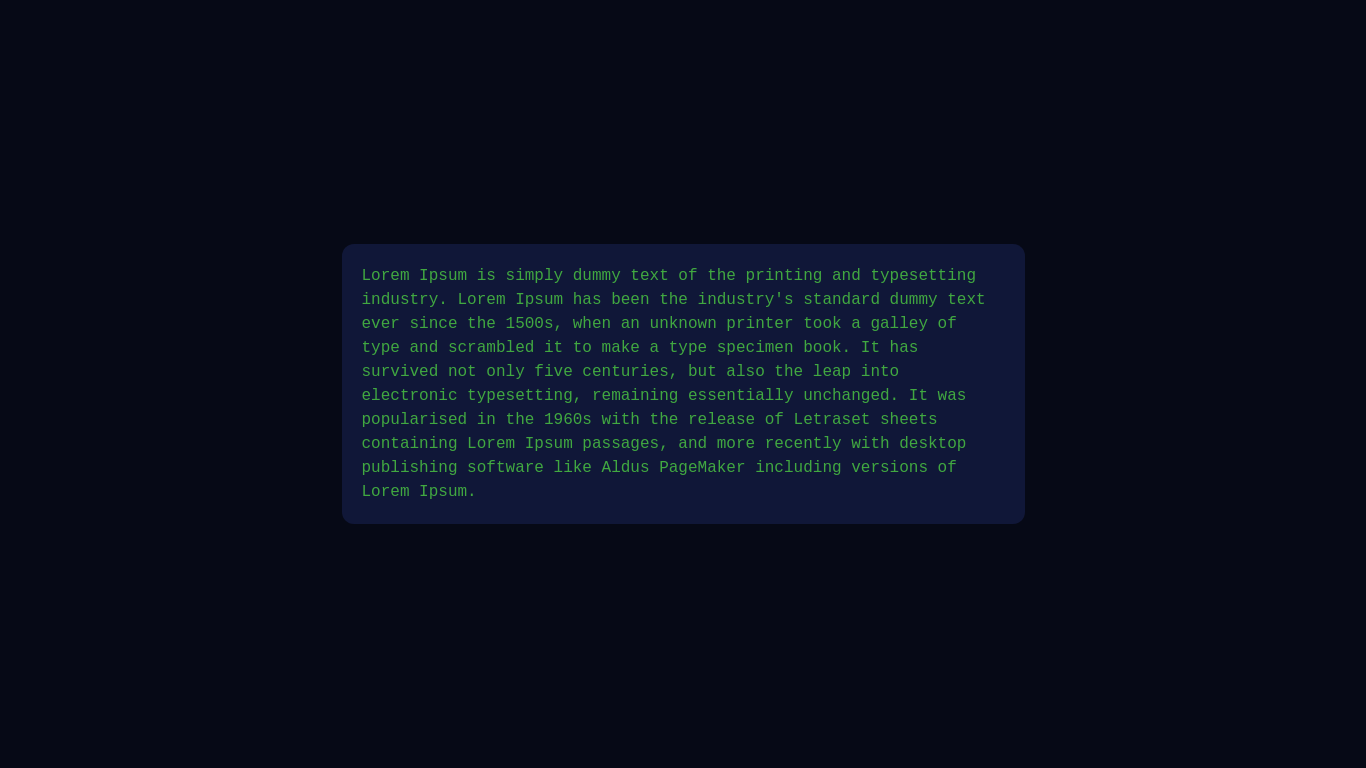 Lorem Ipsum is simply dummy text of the printing and typesetting
industry. Lorem Ipsum has been the industry's standard dummy text
ever since the 1500s, when an unknown printer took a galley of
type and scrambled it to make a type specimen book. It has
survived not only five centuries, but also the leap into
electronic typesetting, remaining essentially unchanged. It was
popularised in the 1960s with the release of Letraset sheets
containing Lorem Ipsum passages, and more recently with desktop
publishing software like Aldus PageMaker including versions of
Lorem Ipsum.